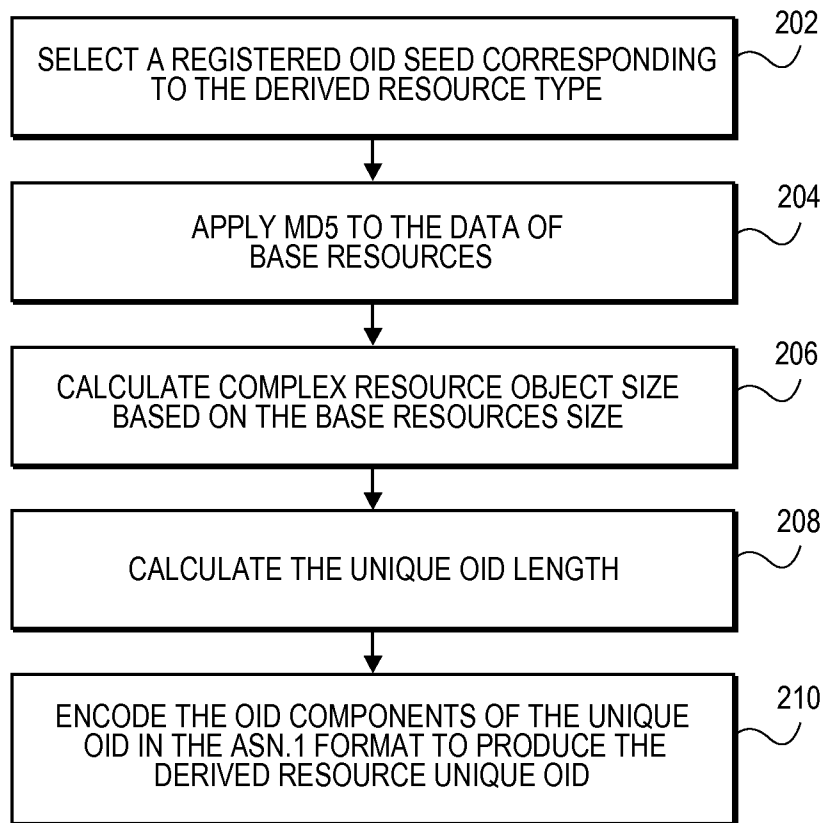 202
SELECT A REGISTERED OID SEED CORRESPONDING
TO THE DERIVED RESOURCE TYPE
204
APPLY MD5 TO THE DATA OF
BASE RESOURCES
206
CALCULATE COMPLEX RESOURCE OBJECT SIZE
BASED ON THE BASE RESOURCES SIZE
208
CALCULATE THE UNIQUE OID LENGTH
210
ENCODE THE OID COMPONENTS OF THE UNIQUE
OID IN THE ASN.1 FORMAT TO PRODUCE THE
DERIVED RESOURCE UNIQUE OID